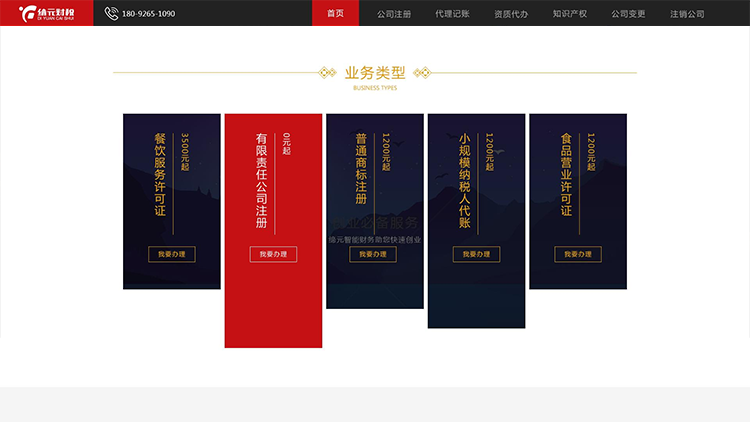 缔元财税
DI YUAN CAI SHUI
180-9265-1090
首页
公司注册
代理记账
资质代办
知识产权
公司变更
注销公司
业务类型
BUSINESS TYPES
3500元起
餐饮服务许可证
我要办理
0元起
有限责任公司注册
我要办理
1200元起
普通商标注册
我要办理
1200元起
小规模纳税人代账
我要办理
1200元起
食品营业许可证
我要办理
业必备服务
缔元智能财务助您快速创业